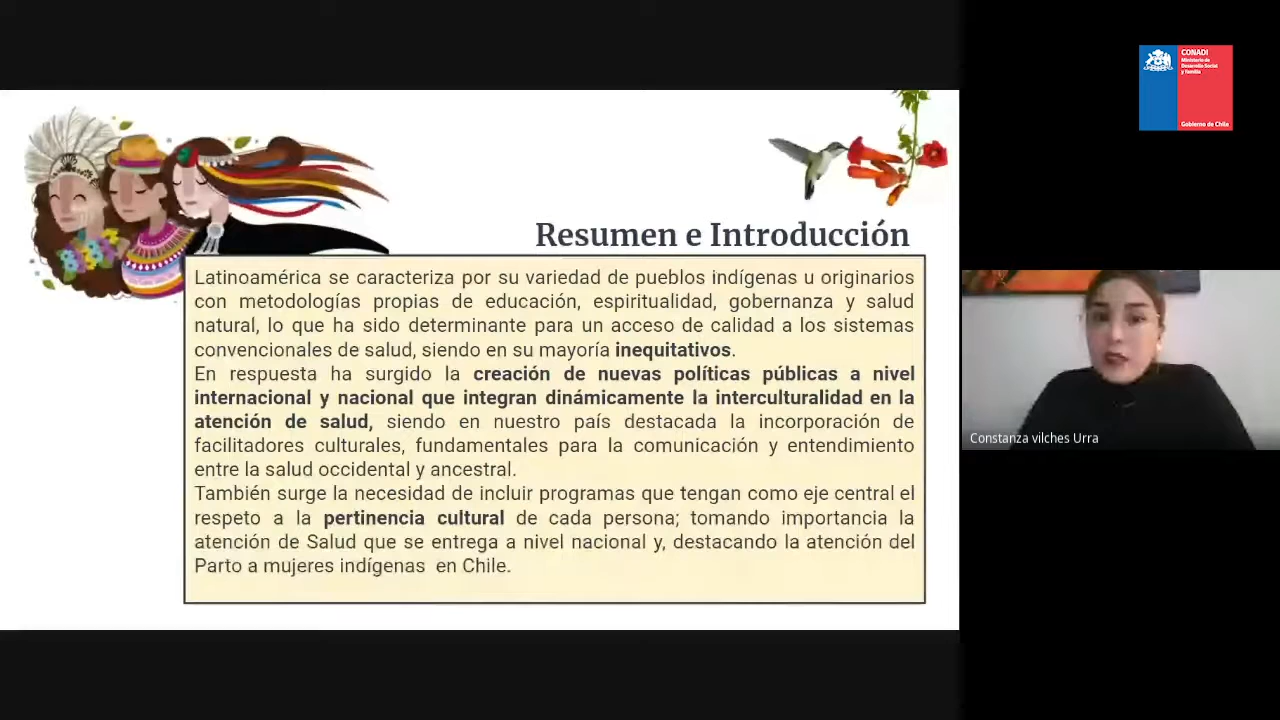 CONADI
Ministerio de
Desarrollo Social
y Familia
Gobierno de Chile
Resumen e Introducción
Latinoamérica se caracteriza por su variedad de pueblos indígenas u originarios
con metodologías propias de educación, espiritualidad, gobernanza y salud
natural, lo que ha sido determinante para un acceso de calidad a los sistemas
convencionales de salud, siendo en su mayoría inequitativos.
En respuesta ha surgido la creación de nuevas políticas públicas a nivel
internacional y nacional que integran dinámicamente la interculturalidad en la
atención de salud, siendo en nuestro país destacada la incorporación de
facilitadores culturales, fundamentales para la comunicación y entendimiento
entre la salud occidental y ancestral.
También surge la necesidad de incluir programas que tengan como eje central el
respeto a la pertinencia cultural de cada persona; tomando importancia la
atención de Salud que se entrega a nivel nacional y, destacando la atención del
Parto a mujeres indígenas en Chile.
Constanza vilches Urra